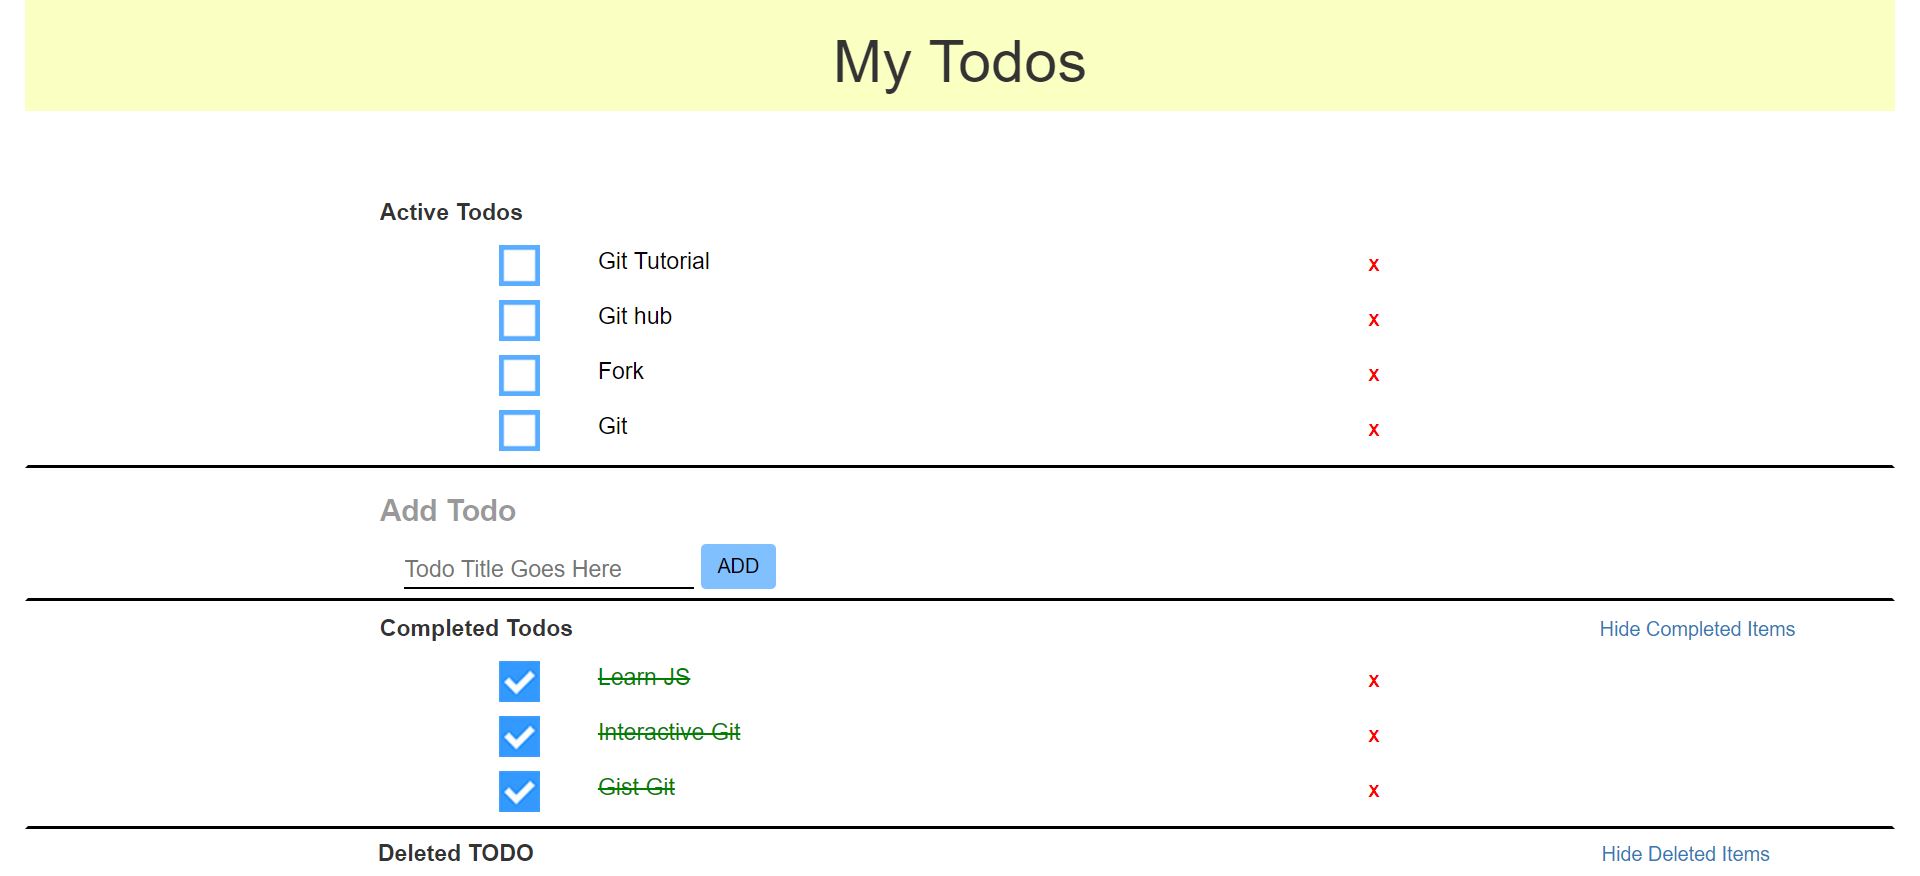 My Todos
Active Todos
Git Tutorial x
Git hub x
Fork x
Git x
Add Todo
Todo Title Goes Here ADD
Completed Todos Hide Completed Items
Learn JS x
Interactive Git x
Gist Git x
Deleted TODO Hide Deleted Items